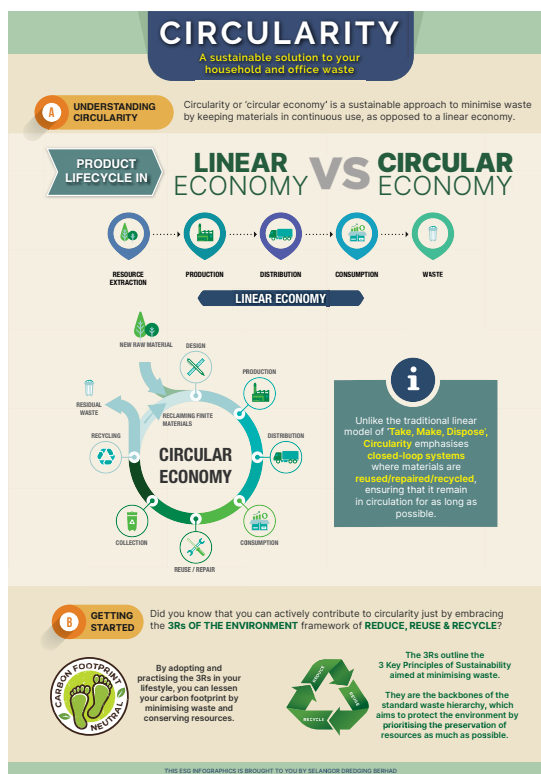 CIRCULARITY
A sustainable solution to your
household and office waste
A
UNDERSTANDING
CIRCULARITY
Circularity or 'circular economy' is a sustainable approach to minimise waste
by keeping materials in continuous use, as opposed to a linear economy.
PRODUCT
LIFECYCLE IN
LINEAR
ECONOMY
VS
CIRCULAR
ECONOMY
RESOURCE
EXTRACTION
PRODUCTION
DISTRIBUTION
CONSUMPTION
WASTE
LINEAR ECONOMY
NEW RAW MATERIAL
DESIGN
PRODUCTION
RESIDUAL
WASTE
RECLAIMING FINITE
MATERIALS
RECYCLING
DISTRIBUTION
CIRCULAR
ECONOMY
COLLECTION
CONSUMPTION
REUSE / REPAIR
i
Unlike the traditional linear
model of 'Take, Make, Dispose',
Circularity emphasises
closed-loop systems
where materials are
reused/repaired/recycled,
ensuring that it remain
in circulation for as long as
possible.
B
GETTING
STARTED
Did you know that you can actively contribute to circularity just by embracing
the 3Rs OF THE ENVIRONMENT framework of REDUCE, REUSE & RECYCLE?
CARBON FOOTPRINT
NEUTRAL
By adopting and
practising the 3Rs in your
lifestyle, you can lessen
your carbon footprint by
minimising waste and
conserving resources.
REDUCE
REUSE
RECYCLE
The 3Rs outline the
3 Key Principles of Sustainability
aimed at minimising waste.
They are the backbones of the
standard waste hierarchy, which
aims to protect the environment by
prioritising the preservation of
resources as much as possible.
THIS ESG INFOGRAPHICS IS BROUGHT TO YOU BY SELANGOR DREDGING BERHAD